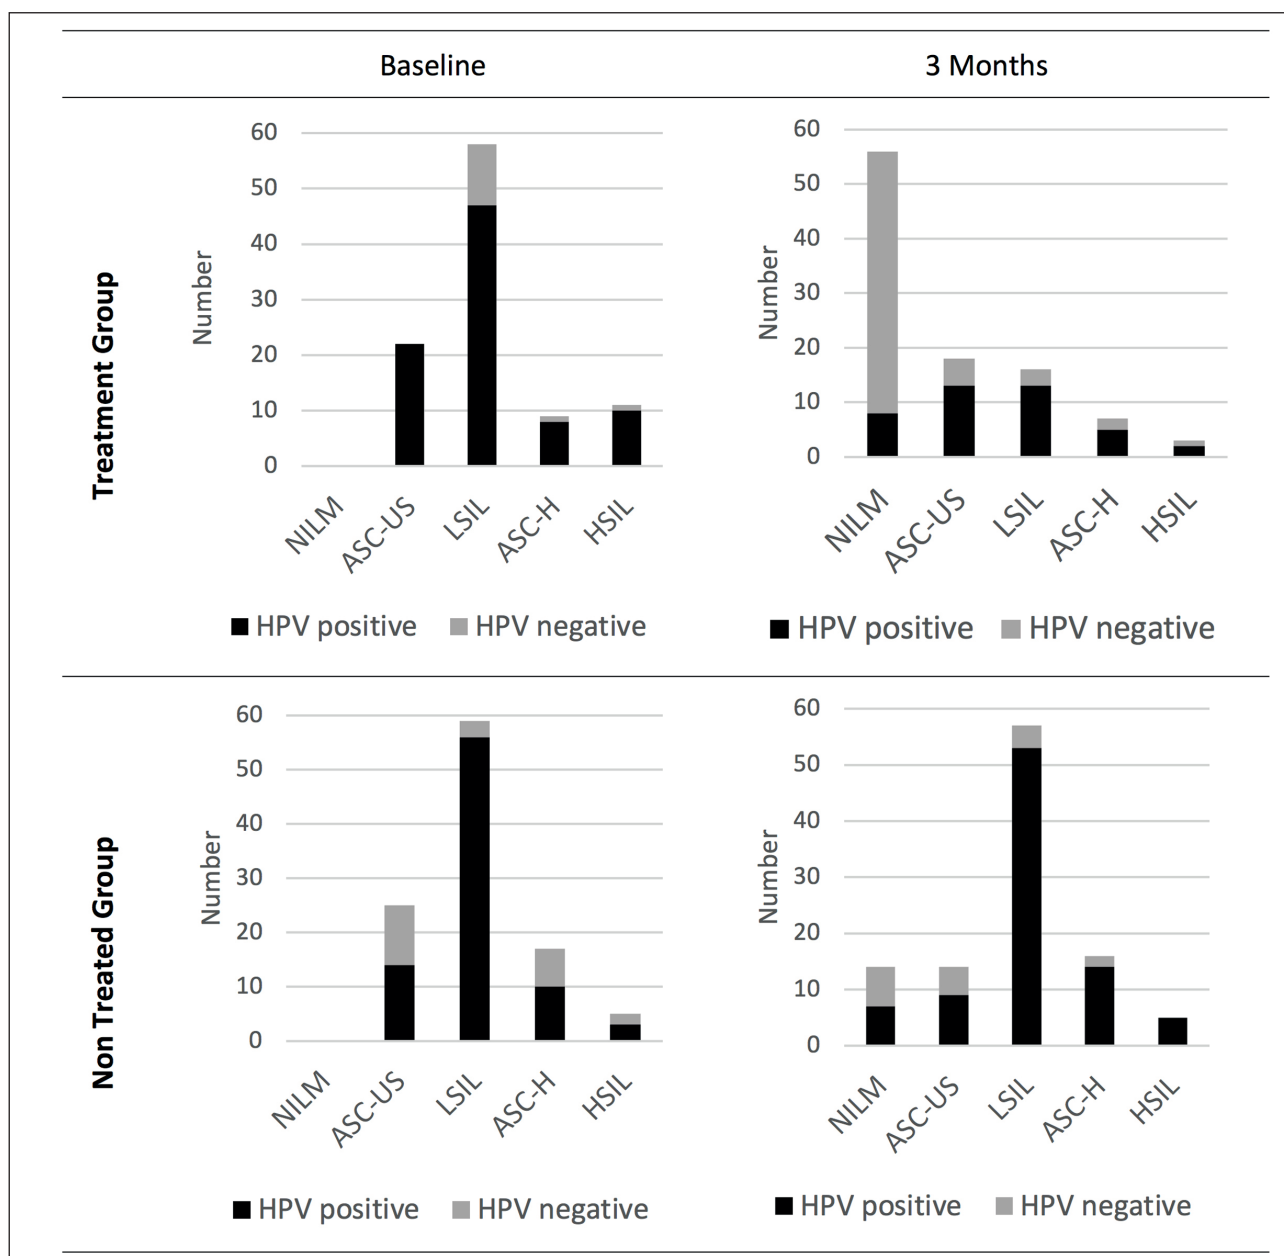 Baseline
3 Months
Treatment Group
Number
60
50
40
30
20
10
0
NILM
ASC-US
LSIL
ASC-H
HSIL
HPV positive
HPV negative
Number
60
50
40
30
20
10
0
NILM
ASC-US
LSIL
ASC-H
HSIL
HPV positive
HPV negative
Non Treated Group
Number
60
50
40
30
20
10
0
NILM
ASC-US
LSIL
ASC-H
HSIL
HPV positive
HPV negative
Number
60
50
40
30
20
10
0
NILM
ASC-US
LSIL
ASC-H
HSIL
HPV positive
HPV negative